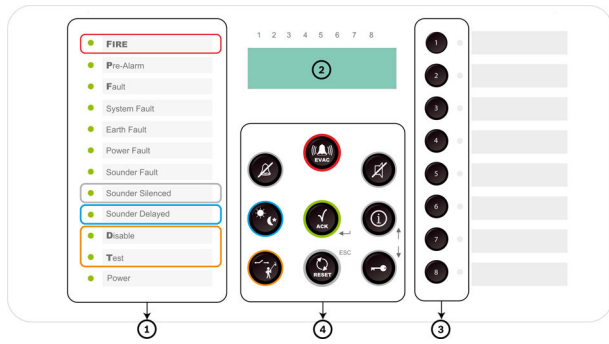 FIRE
Pre-Alarm
Fault
System Fault
Earth Fault
Power Fault
Sounder Fault
Sounder Silenced
Sounder Delayed
Disable
Test
Power
1
1 2 3 4 5 6 7 8
2
EVAC
ACK
i
ESC
RESET
4
1
2
3
4
5
6
7
8
3